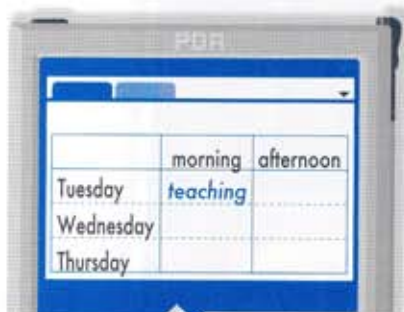 PDA
morning afternoon
Tuesday teaching
Wednesday
Thursday